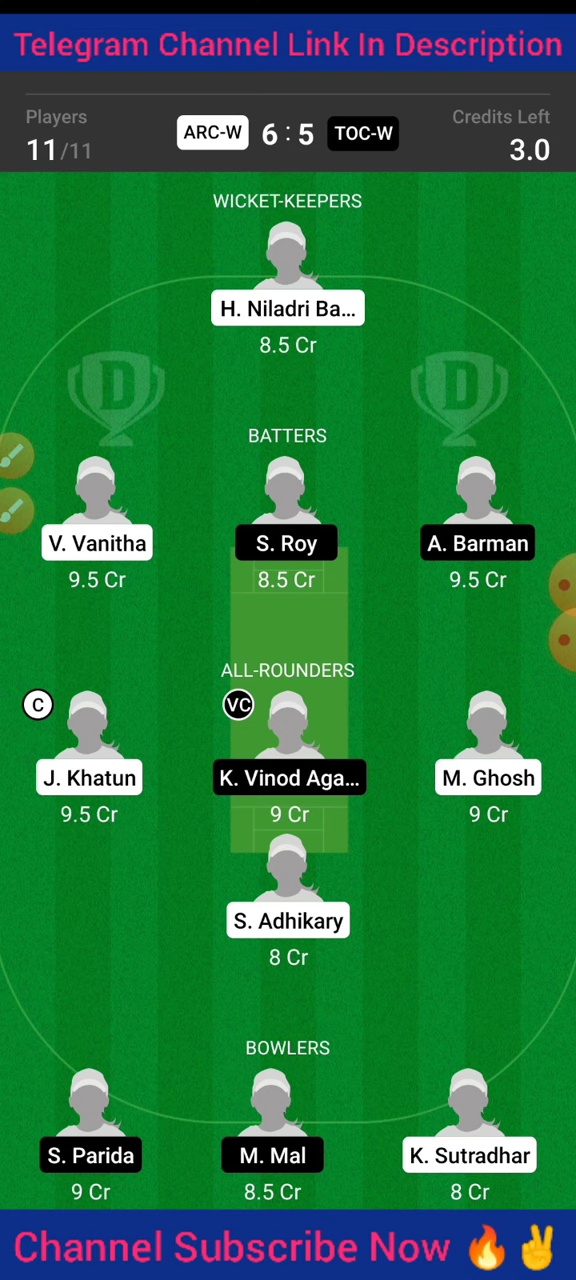 Telegram Channel Link In Description
Players
Credits Left
11/11
ARC-W 6 : 5 TOC-W
3.0
WICKET-KEEPERS
H. Niladri Ba...
8.5 Cr
D D
BATTERS
V. Vanitha S. Roy A. Barman
9.5 Cr 8.5 Cr 9.5 Cr
ALL-ROUNDERS
C VC
J. Khatun K. Vinod Aga... M. Ghosh
9.5 Cr 9 Cr 9 Cr
S. Adhikary
8 Cr
BOWLERS
S. Parida M. Mal K. Sutradhar
9 Cr 8.5 Cr 8 Cr
Channel Subscribe Now 🔥✌️